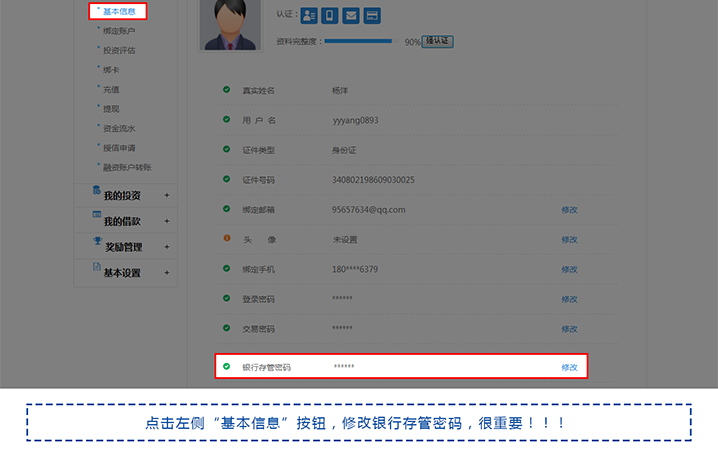 基本信息
绑定账户
投资评估
绑卡
充值
提现
资金流水
授信申请
融资账户转账
我的投资 +
我的借款 +
奖励管理 +
基本设置 +
认证：
资料完整度： 90%
真实姓名 杨洋
用 户 名 yyyang0893
证件类型 身份证
证件号码 340802198609030025
绑定邮箱 95657634@qq.com 修改
头 像 未设置 修改
绑定手机 180****6379 修改
登录密码 ****** 修改
交易密码 ****** 修改
银行存管密码 ****** 修改
点击左侧“基本信息”按钮，修改银行存管密码，很重要！！！